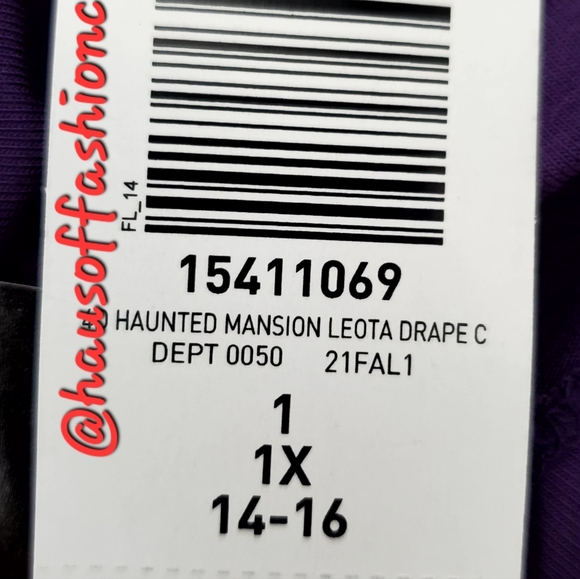 @hausoffashionc
FL_14
15411069
HAUNTED MANSION LEOTA DRAPE C
DEPT 0050 21FAL1
1
1X
14-16